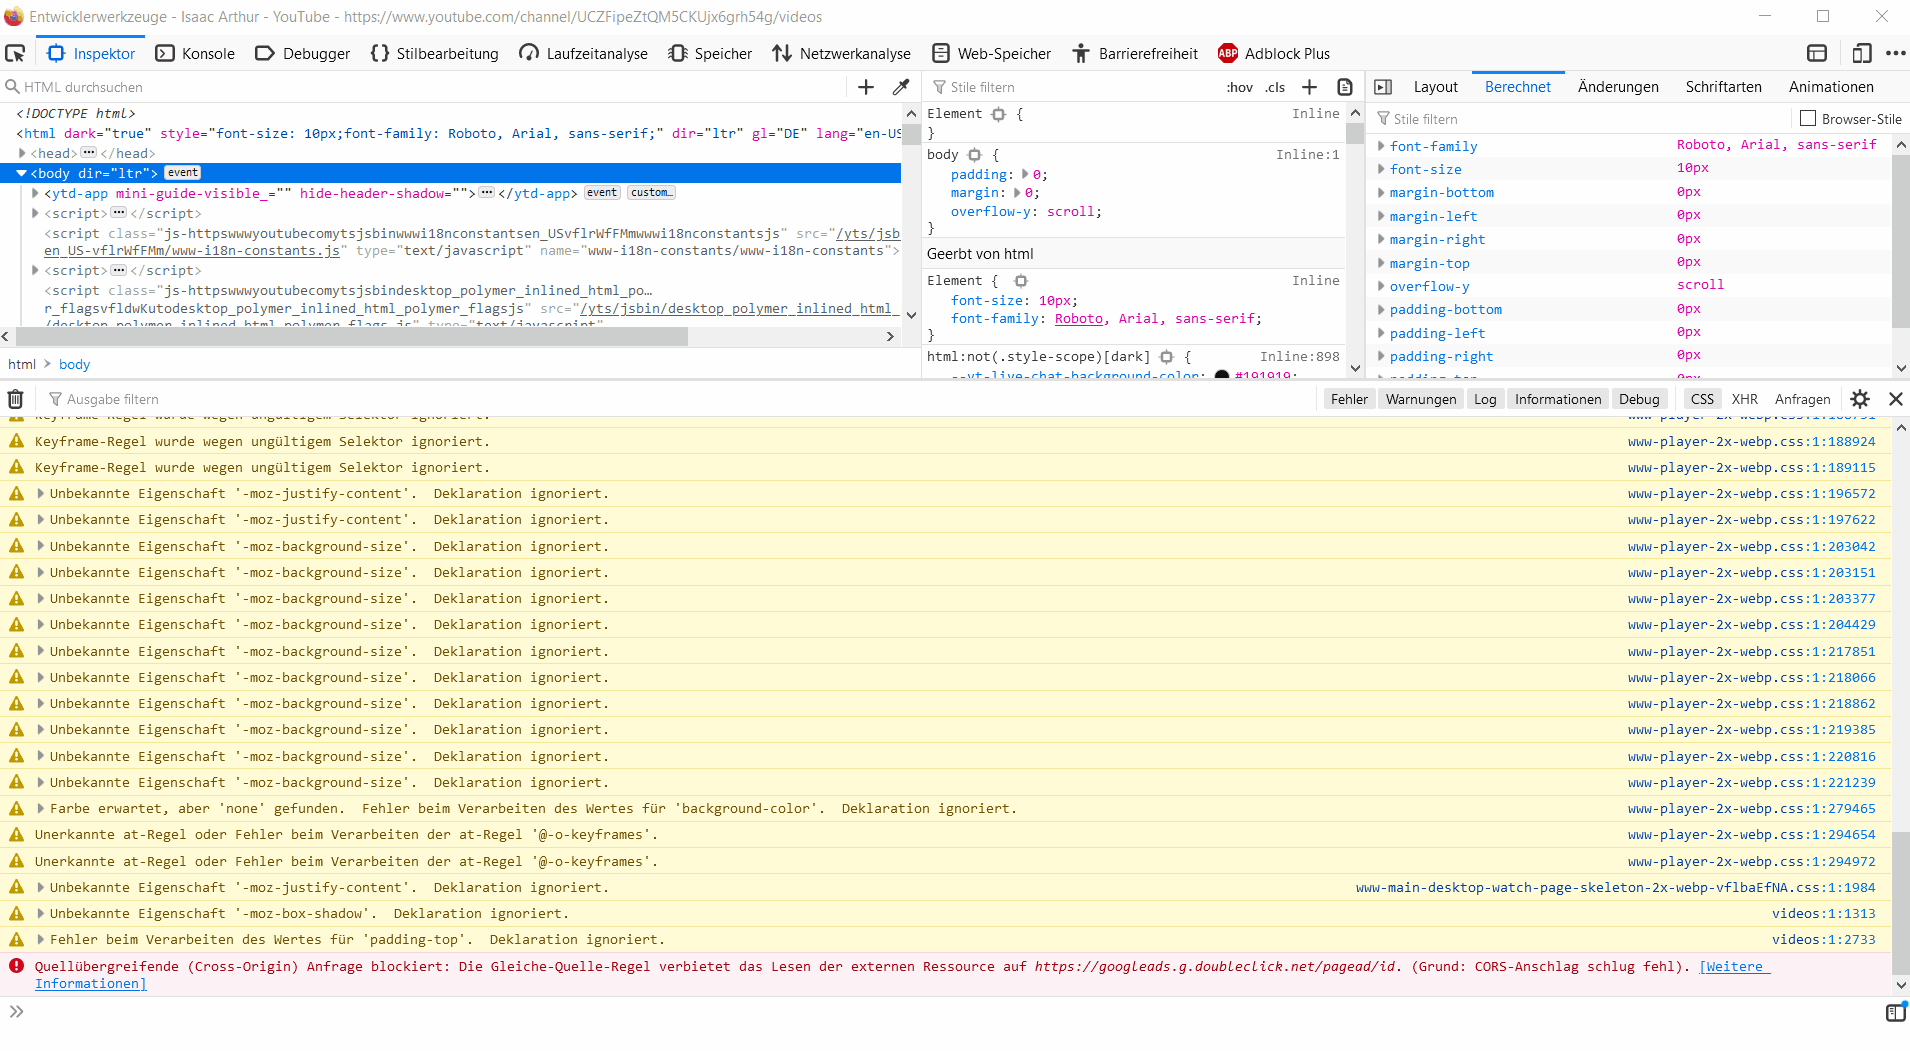 Entwicklerwerkzeuge - Isaac Arthur - YouTube - https://www.youtube.com/channel/UCZFipeZtQM5CKUjx6grh54g/videos
Inspektor Konsole Debugger Stilbearbeitung Laufzeitanalyse Speicher Netzwerkanalyse Web-Speicher Barrierefreiheit ABP Adblock Plus
HTML durchsuchen
<!DOCTYPE html>
<html dark="true" style="font-size: 10px;font-family: Roboto, Arial, sans-serif;" dir="ltr" gl="DE" lang="en-US
<head>…</head>
<body dir="ltr"> event
<ytd-app mini-guide-visible_="" hide-header-shadow="">…</ytd-app> event custom…
<script>…</script>
<script class="js-httpswwwyoutubecomytsjsbinwwwi18nconstantsen_USvflrWfFMmwwwi18nconstantsjs" src="/yts/jsb
en_US-vflrWfFMm/www-i18n-constants.js" type="text/javascript" name="www-i18n-constants/www-i18n-constants">
<script>…</script>
<script class="js-httpswwwyoutubecomytsjsbindesktop_polymer_inlined_html_po…
r_flagsvfldwKutodesktop_polymer_inlined_html_polymer_flagsjs" src="/yts/jsbin/desktop_polymer_inlined_html_
/desktop_polymer_inlined_html_polymer_flags.js" type="text/javascript"
html > body
Stile filtern :hov .cls +
Element { Inline
}
body { Inline:1
padding: 0;
margin: 0;
overflow-y: scroll;
}
Geerbt von html
Element { Inline
font-size: 10px;
font-family: Roboto, Arial, sans-serif;
}
html:not(.style-scope)[dark] { Inline:898
--yt-live-chat-background-color: #191919;
Layout Berechnet Änderungen Schriftarten Animationen
Stile filtern Browser-Stile
font-family Roboto, Arial, sans-serif
font-size 10px
margin-bottom 0px
margin-left 0px
margin-right 0px
margin-top 0px
overflow-y scroll
padding-bottom 0px
padding-left 0px
padding-right 0px
padding-top 0px
Ausgabe filtern Fehler Warnungen Log Informationen Debug CSS XHR Anfragen
Keyframe-Regel wurde wegen ungültigem Selektor ignoriert.
Keyframe-Regel wurde wegen ungültigem Selektor ignoriert. www-player-2x-webp.css:1:188924
Keyframe-Regel wurde wegen ungültigem Selektor ignoriert. www-player-2x-webp.css:1:189115
Unbekannte Eigenschaft '-moz-justify-content'. Deklaration ignoriert. www-player-2x-webp.css:1:196572
Unbekannte Eigenschaft '-moz-justify-content'. Deklaration ignoriert. www-player-2x-webp.css:1:197622
Unbekannte Eigenschaft '-moz-background-size'. Deklaration ignoriert. www-player-2x-webp.css:1:203042
Unbekannte Eigenschaft '-moz-background-size'. Deklaration ignoriert. www-player-2x-webp.css:1:203151
Unbekannte Eigenschaft '-moz-background-size'. Deklaration ignoriert. www-player-2x-webp.css:1:203377
Unbekannte Eigenschaft '-moz-background-size'. Deklaration ignoriert. www-player-2x-webp.css:1:204429
Unbekannte Eigenschaft '-moz-background-size'. Deklaration ignoriert. www-player-2x-webp.css:1:217851
Unbekannte Eigenschaft '-moz-background-size'. Deklaration ignoriert. www-player-2x-webp.css:1:218066
Unbekannte Eigenschaft '-moz-background-size'. Deklaration ignoriert. www-player-2x-webp.css:1:218862
Unbekannte Eigenschaft '-moz-background-size'. Deklaration ignoriert. www-player-2x-webp.css:1:219385
Unbekannte Eigenschaft '-moz-background-size'. Deklaration ignoriert. www-player-2x-webp.css:1:220816
Unbekannte Eigenschaft '-moz-background-size'. Deklaration ignoriert. www-player-2x-webp.css:1:221239
Farbe erwartet, aber 'none' gefunden. Fehler beim Verarbeiten des Wertes für 'background-color'. Deklaration ignoriert. www-player-2x-webp.css:1:279465
Unerkannte at-Regel oder Fehler beim Verarbeiten der at-Regel '@-o-keyframes'. www-player-2x-webp.css:1:294654
Unerkannte at-Regel oder Fehler beim Verarbeiten der at-Regel '@-o-keyframes'. www-player-2x-webp.css:1:294972
Unbekannte Eigenschaft '-moz-justify-content'. Deklaration ignoriert. www-main-desktop-watch-page-skeleton-2x-webp-vflbaEfNA.css:1:1984
Unbekannte Eigenschaft '-moz-box-shadow'. Deklaration ignoriert. videos:1:1313
Fehler beim Verarbeiten des Wertes für 'padding-top'. Deklaration ignoriert. videos:1:2733
Quellübergreifende (Cross-Origin) Anfrage blockiert: Die Gleiche-Quelle-Regel verbietet das Lesen der externen Ressource auf https://googleads.g.doubleclick.net/pagead/id. (Grund: CORS-Anschlag schlug fehl). [Weitere
Informationen]